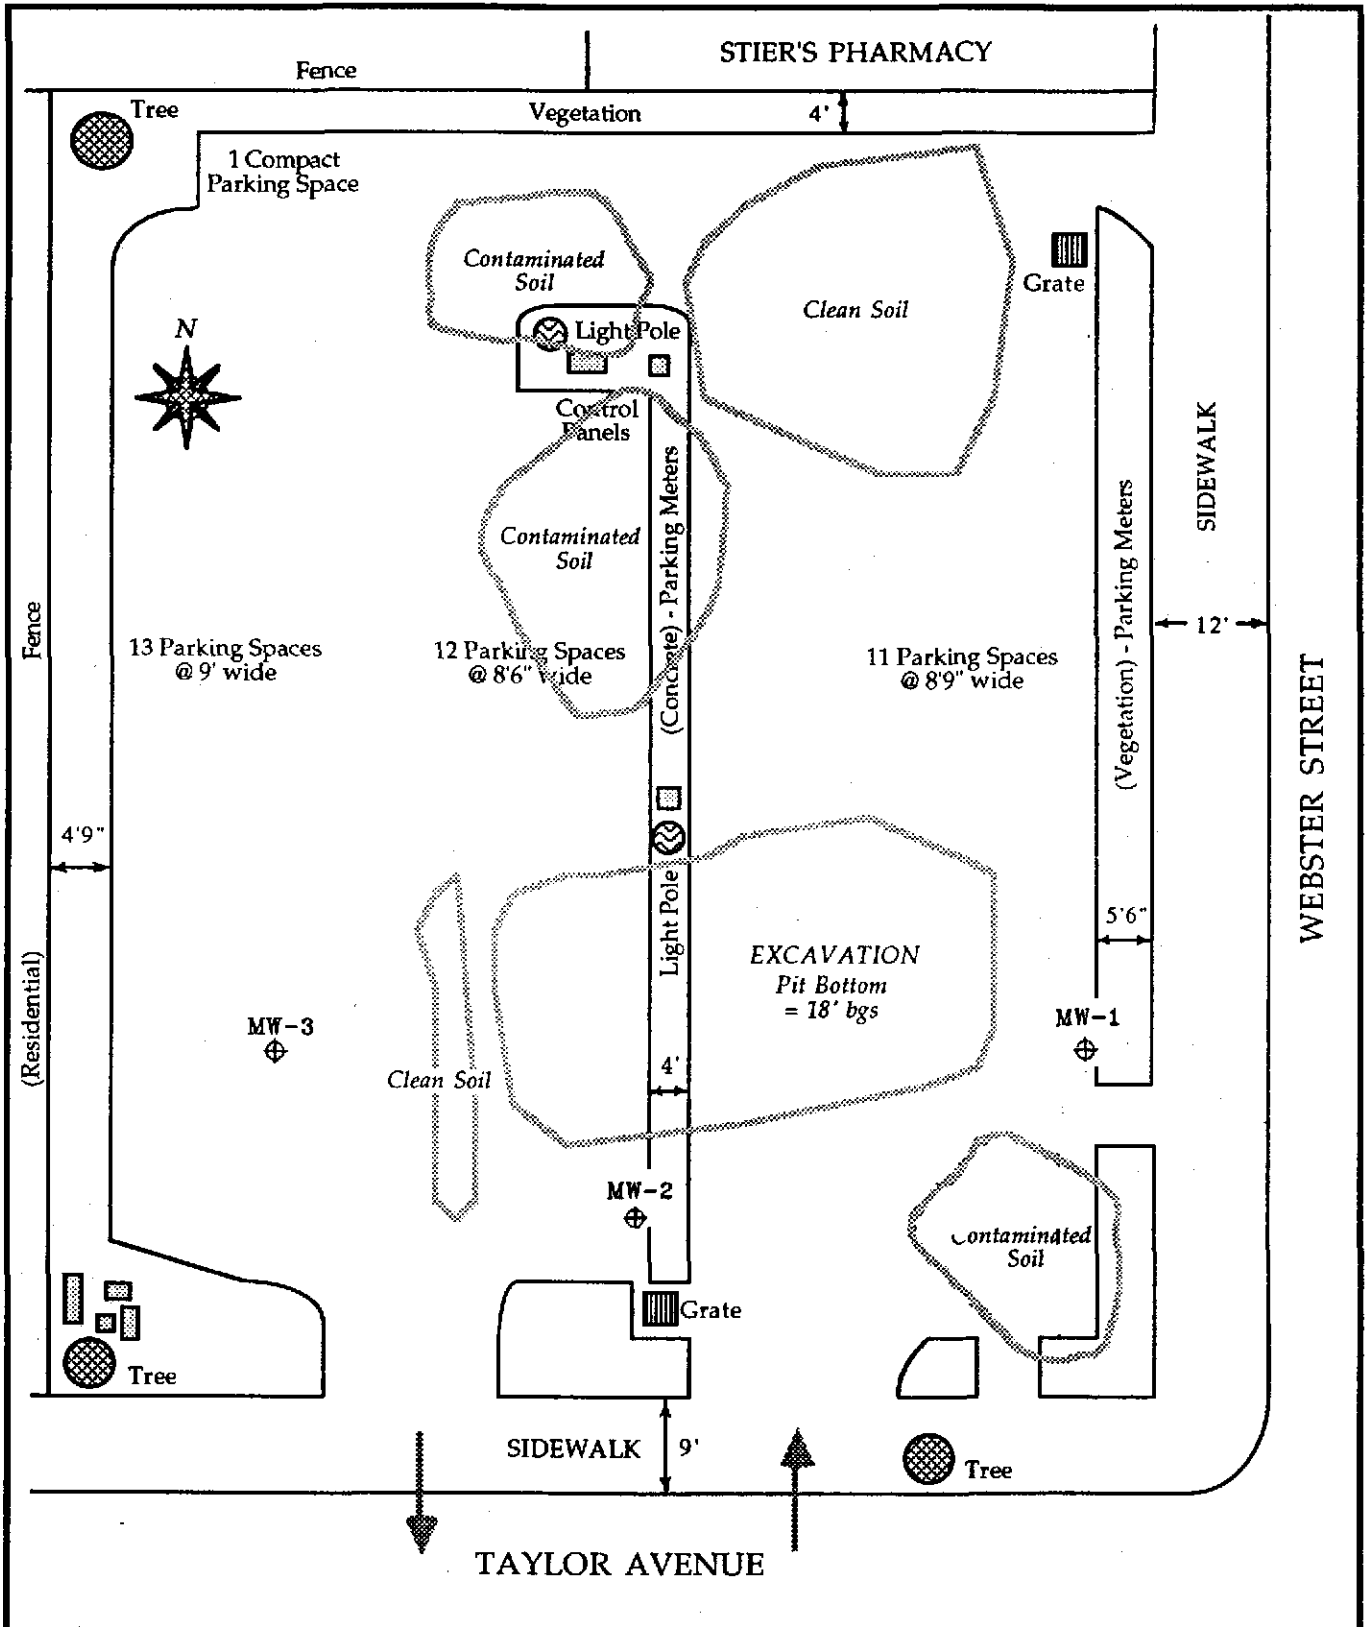 STIER'S PHARMACY
Fence
Tree
Vegetation
4'
1 Compact
Parking Space
Contaminated
Soil
Clean Soil
Grate
N
Light Pole
Control
Panels
SIDEWALK
(Concrete) - Parking Meters
(Vegetation) - Parking Meters
Contaminated
Soil
Fence
12'
13 Parking Spaces
@ 9' wide
12 Parking Spaces
@ 8'6" wide
11 Parking Spaces
@ 8'9" wide
WEBSTER STREET
4'9"
Light Pole
5'6"
EXCAVATION
Pit Bottom
= 18' bgs
(Residential)
MW-3
MW-1
4'
Clean Soil
MW-2
Contaminated
Soil
Grate
Tree
SIDEWALK
9'
Tree
TAYLOR AVENUE